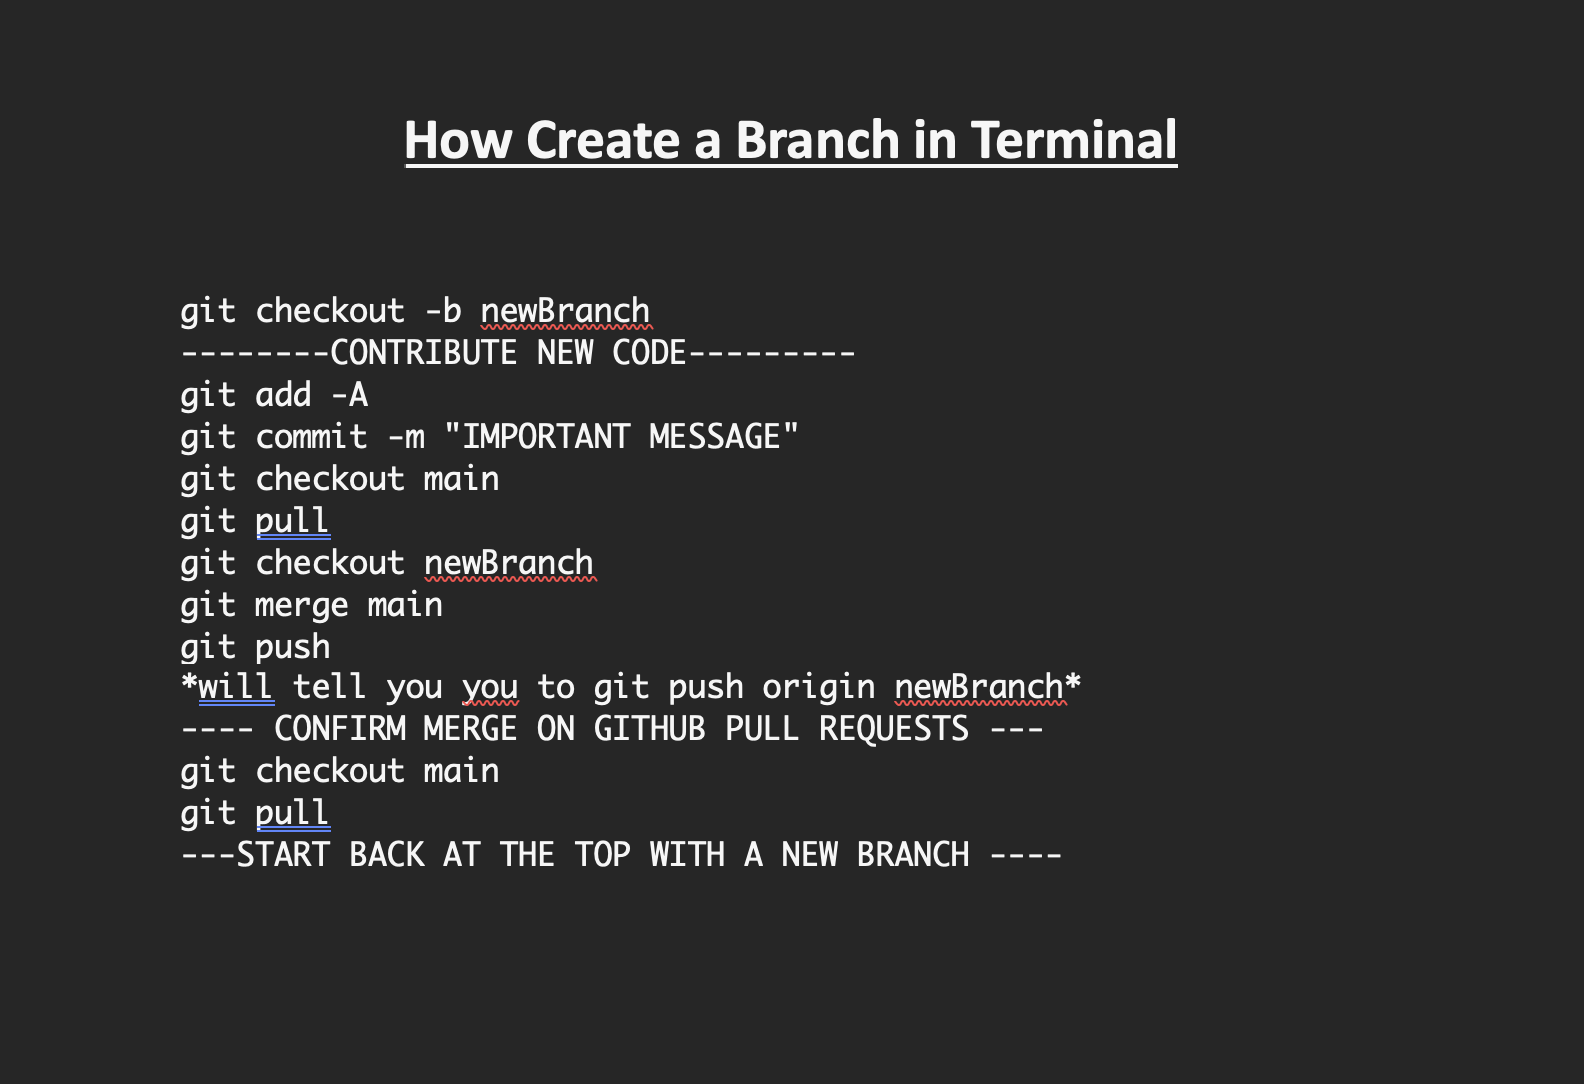 How Create a Branch in Terminal
git checkout -b newBranch
--------CONTRIBUTE NEW CODE---------
git add -A
git commit -m "IMPORTANT MESSAGE"
git checkout main
git pull
git checkout newBranch
git merge main
git push
*will tell you you to git push origin newBranch*
---- CONFIRM MERGE ON GITHUB PULL REQUESTS ---
git checkout main
git pull
---START BACK AT THE TOP WITH A NEW BRANCH ----